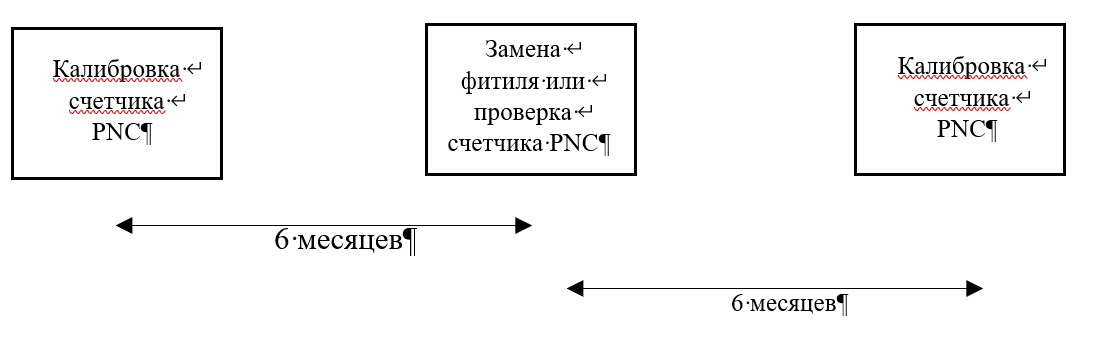 Калибровка
счетчика
PNC
Замена
фитиля или
проверка
счетчика PNC
Калибровка
счетчика
PNC
6 месяцев
6 месяцев